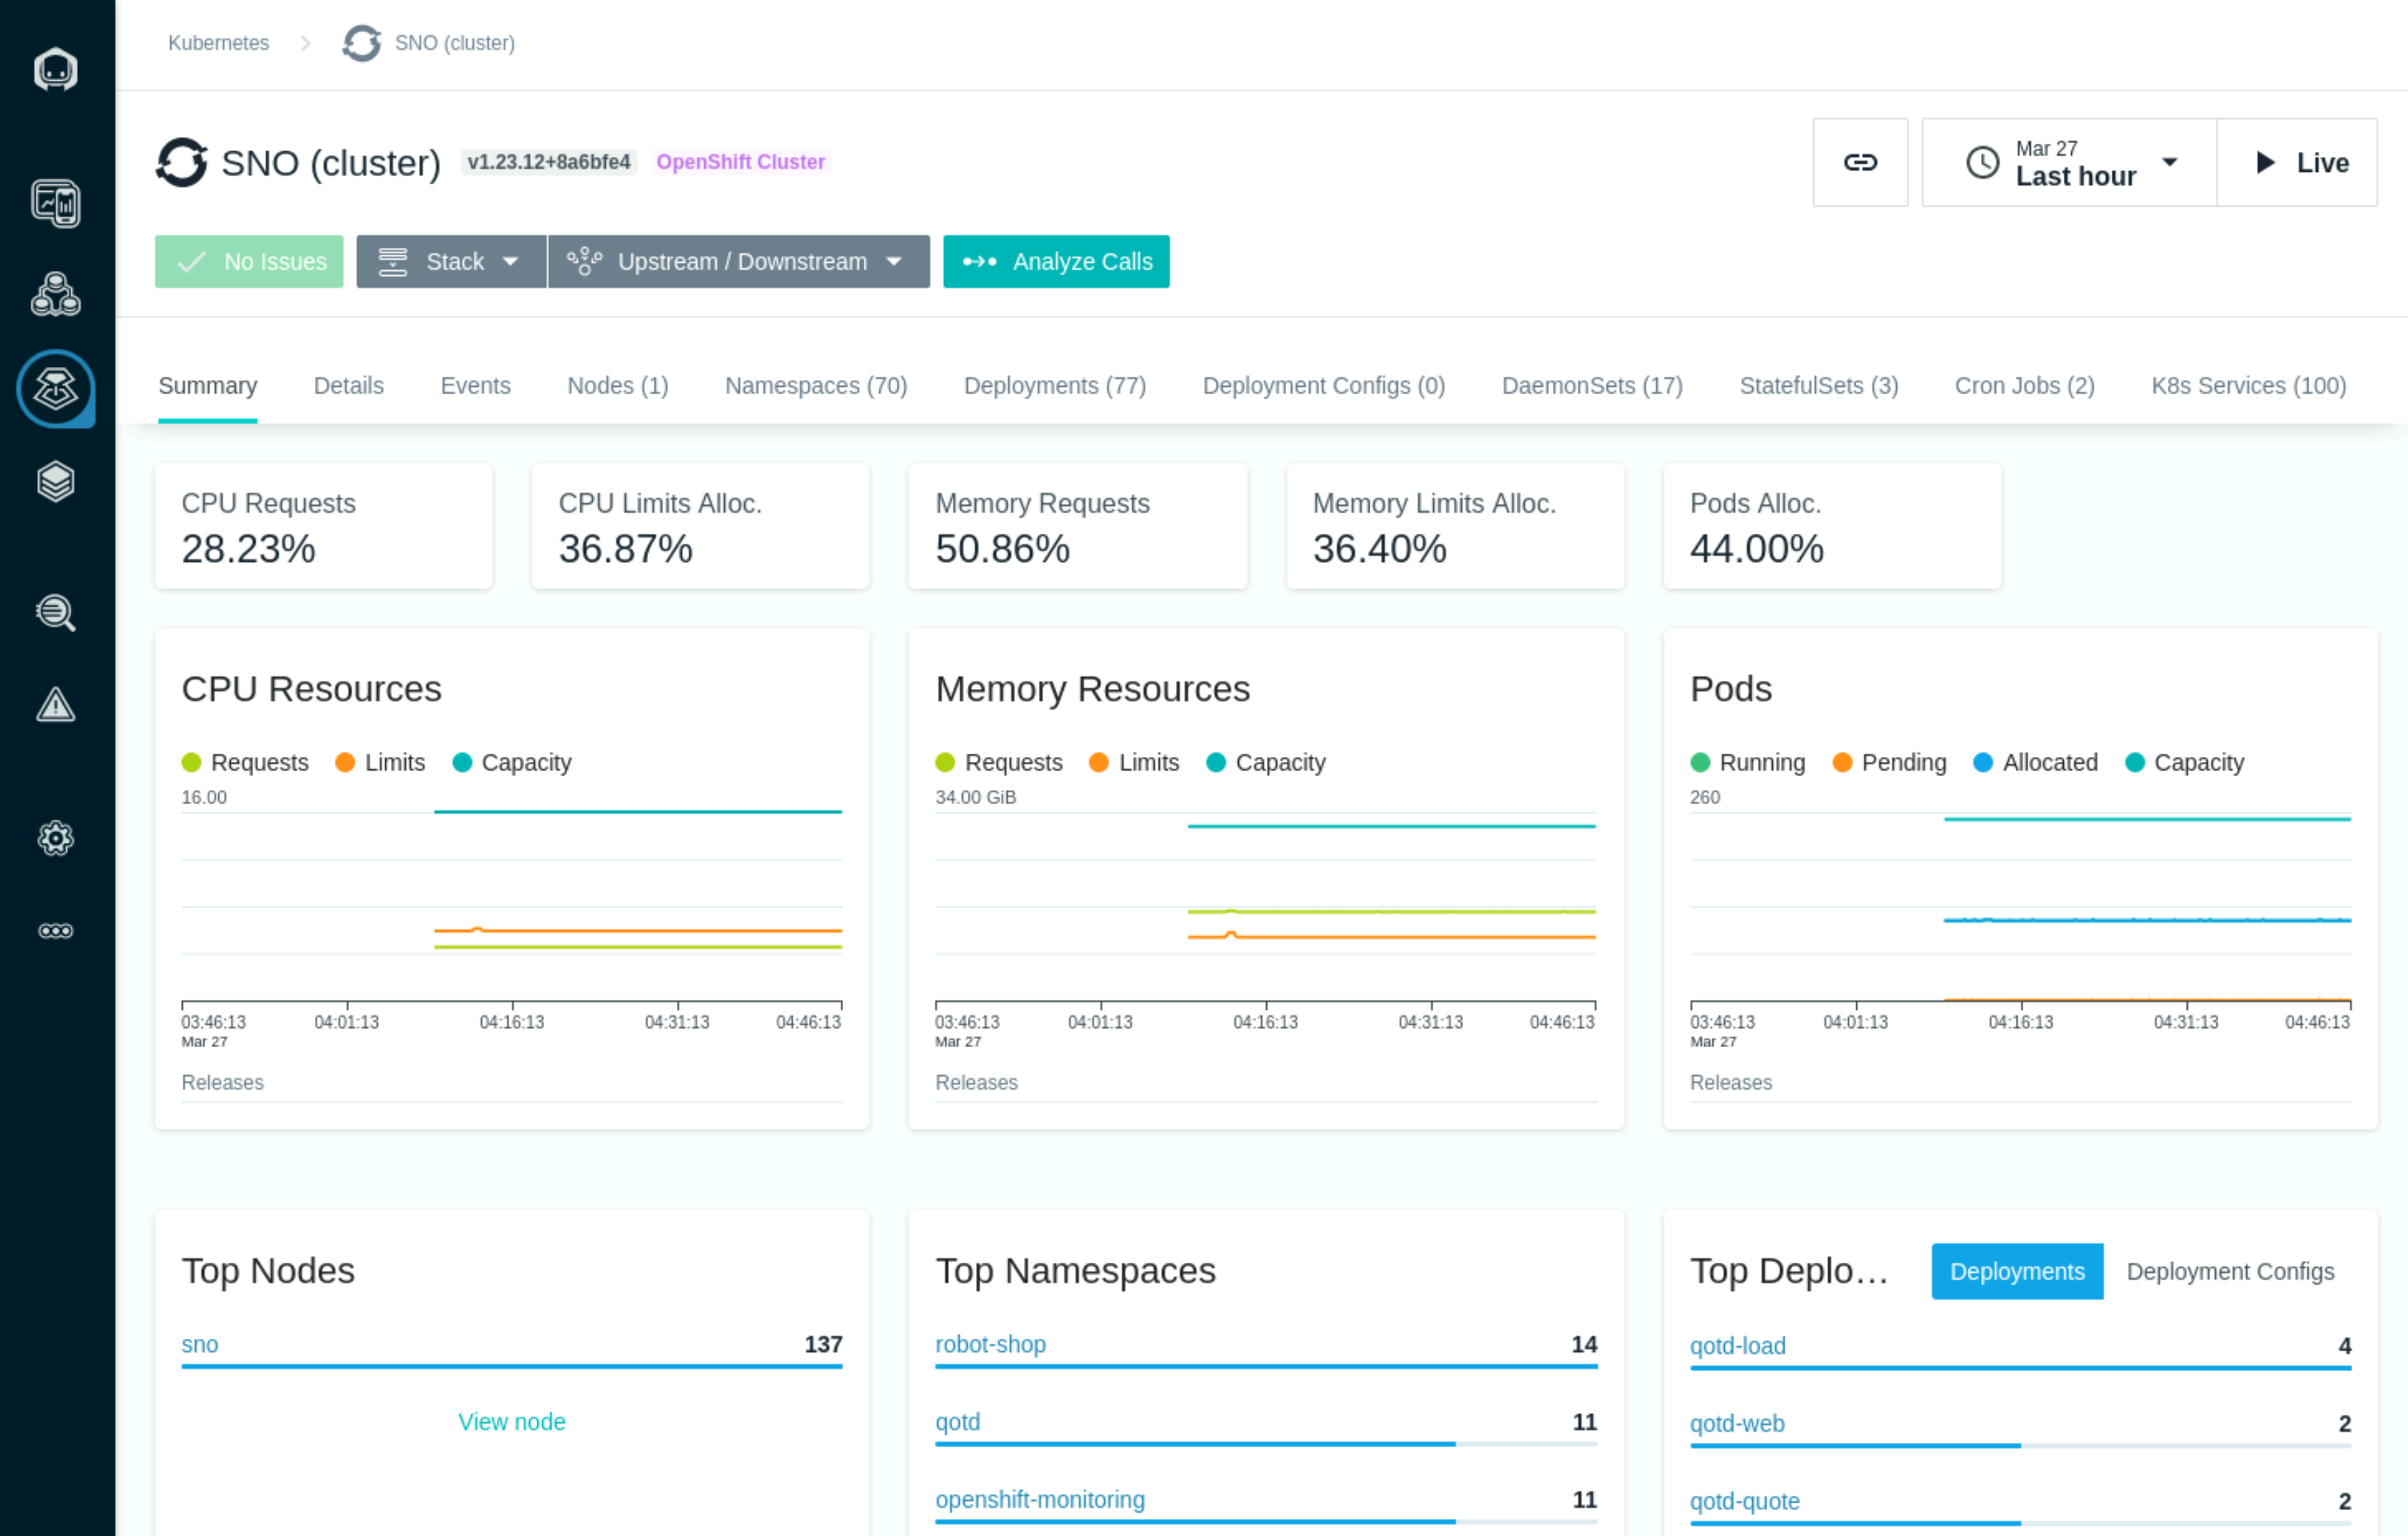 Kubernetes > SNO (cluster)
SNO (cluster) v1.23.12+8a6bfe4 OpenShift Cluster
Mar 27
Last hour
Live
No Issues Stack Upstream / Downstream Analyze Calls
Summary Details Events Nodes (1) Namespaces (70) Deployments (77) Deployment Configs (0) DaemonSets (17) StatefulSets (3) Cron Jobs (2) K8s Services (100)
CPU Requests
28.23%
CPU Limits Alloc.
36.87%
Memory Requests
50.86%
Memory Limits Alloc.
36.40%
Pods Alloc.
44.00%
CPU Resources
Requests Limits Capacity
16.00
03:46:13 04:01:13 04:16:13 04:31:13 04:46:13
Mar 27
Releases
Memory Resources
Requests Limits Capacity
34.00 GiB
03:46:13 04:01:13 04:16:13 04:31:13 04:46:13
Mar 27
Releases
Pods
Running Pending Allocated Capacity
260
03:46:13 04:01:13 04:16:13 04:31:13 04:46:13
Mar 27
Releases
Top Nodes
sno 137
View node
Top Namespaces
robot-shop 14
qotd 11
openshift-monitoring 11
Top Deplo... Deployments Deployment Configs
qotd-load 4
qotd-web 2
qotd-quote 2